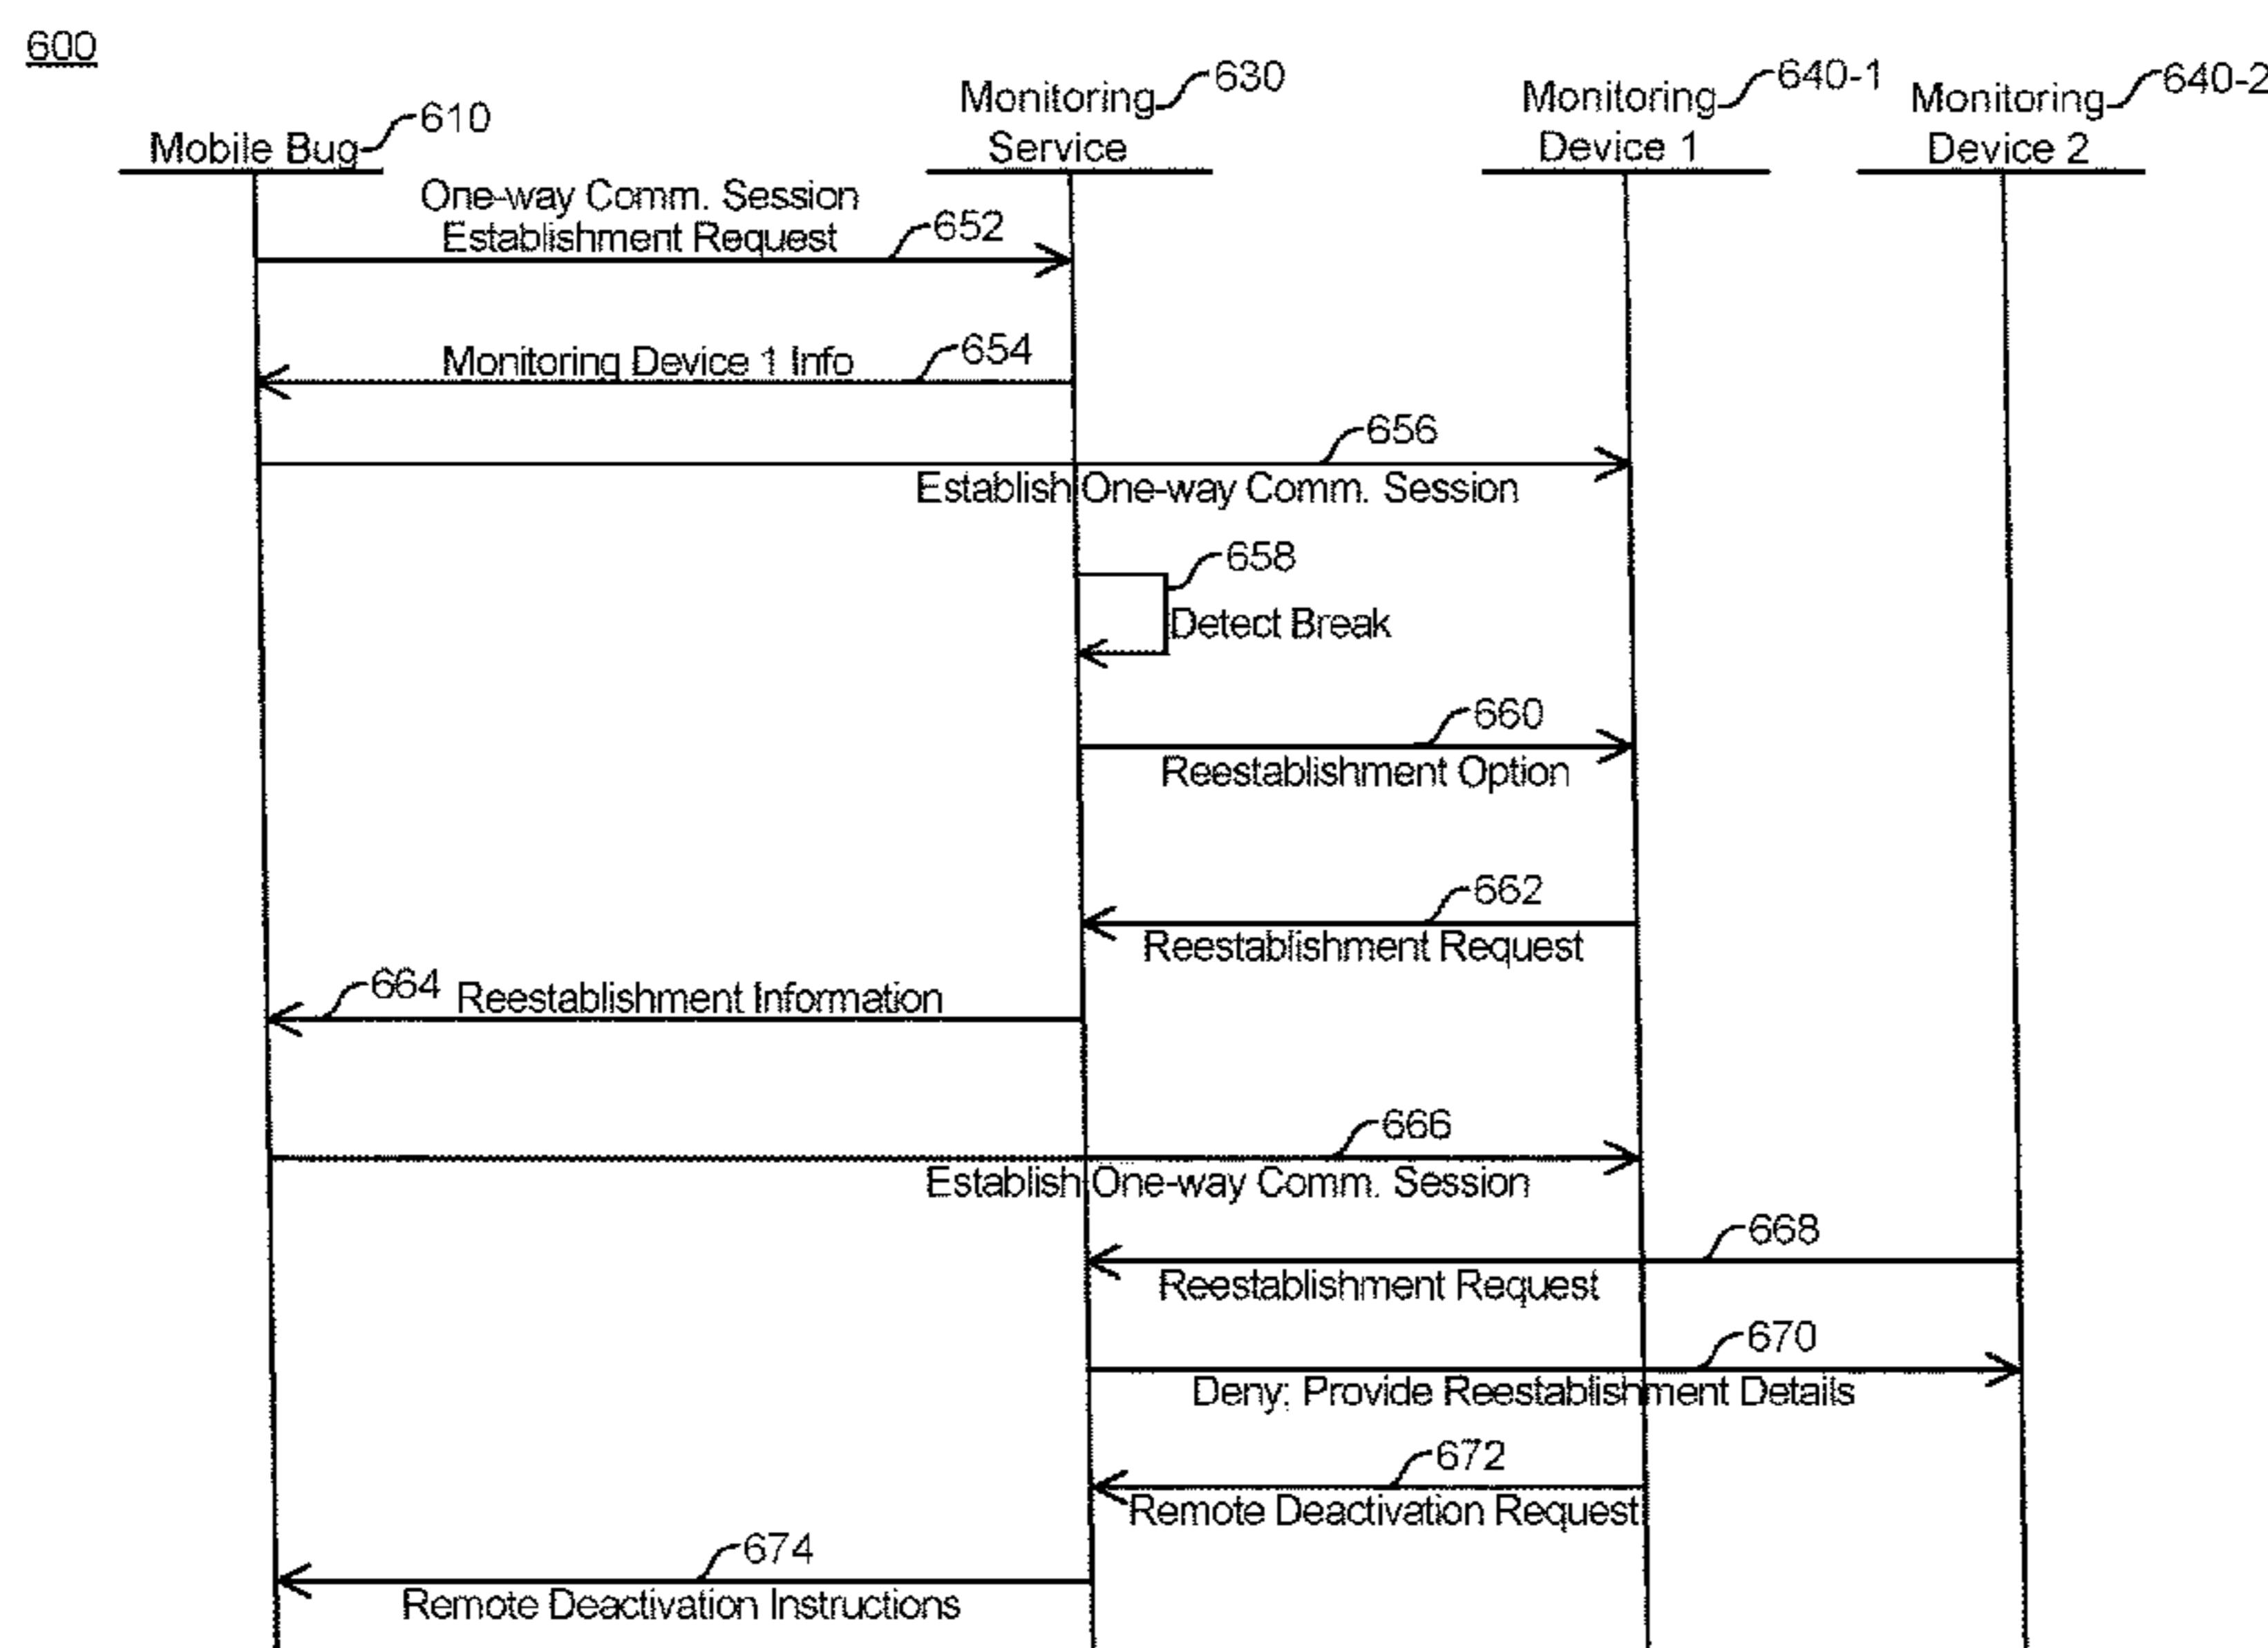 600
Mobile Bug 610
Monitoring 630
Service
Monitoring 640-1
Device 1
Monitoring 640-2
Device 2
One-way Comm. Session
Establishment Request 652
Monitoring Device 1 Info 654
656
Establish One-way Comm. Session
658
Detect Break
660
Reestablishment Option
662
Reestablishment Request
664 Reestablishment Information
666
Establish One-way Comm. Session
668
Reestablishment Request
670
Deny; Provide Reestablishment Details
672
Remote Deactivation Request
674
Remote Deactivation Instructions